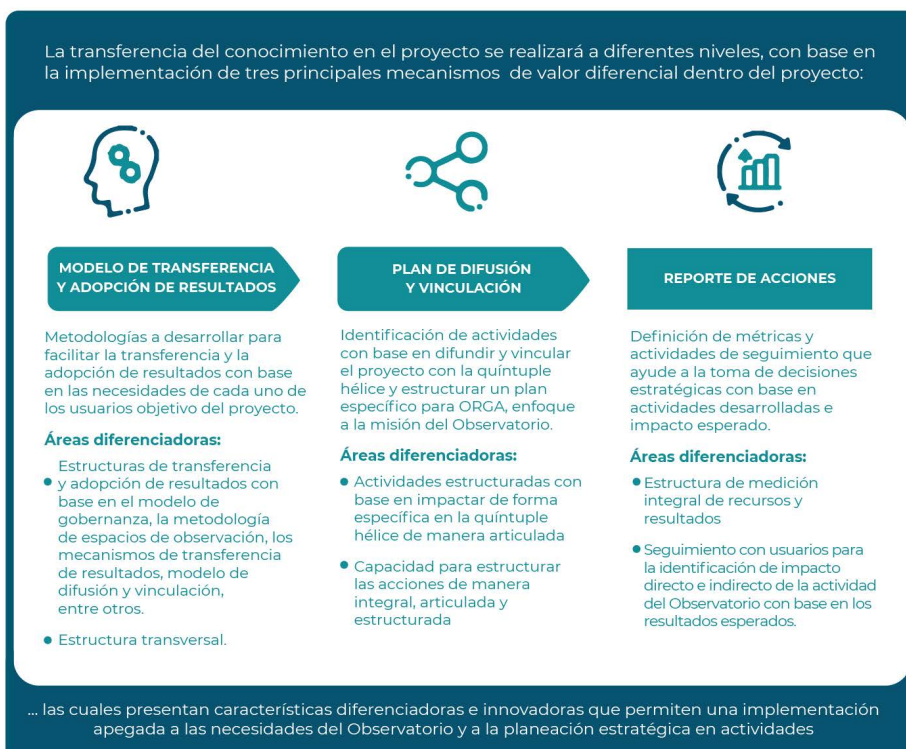 La transferencia del conocimiento en el proyecto se realizará a diferentes niveles, con base en
la implementación de tres principales mecanismos de valor diferencial dentro del proyecto:
MODELO DE TRANSFERENCIA
Y ADOPCIÓN DE RESULTADOS
Metodologías a desarrollar para
facilitar la transferencia y la
adopción de resultados con base
en las necesidades de cada uno de
los usuarios objetivo del proyecto.
Áreas diferenciadoras:
Estructuras de transferencia
y adopción de resultados con
base en el modelo de
gobernanza, la metodología
de espacios de observación, los
mecanismos de transferencia
de resultados, modelo de
difusión y vinculación,
entre otros.
Estructura transversal.
PLAN DE DIFUSIÓN
Y VINCULACIÓN
Identificación de actividades
con base en difundir y vincular
el proyecto con la quíntuple
hélice y estructurar un plan
específico para ORGA, enfoque
a la misión del Observatorio.
Áreas diferenciadoras:
Actividades estructuradas con
base en impactar de forma
específica en la quíntuple
hélice de manera articulada
Capacidad para estructurar
las acciones de manera
integral, articulada y
estructurada
REPORTE DE ACCIONES
Definición de métricas y
actividades de seguimiento que
ayude a la toma de decisiones
estratégicas con base en
actividades desarrolladas e
impacto esperado.
Áreas diferenciadoras:
Estructura de medición
integral de recursos y
resultados
Seguimiento con usuarios para
la identificación de impacto
directo e indirecto de la actividad
del Observatorio con base en los
resultados esperados.
... las cuales presentan características diferenciadoras e innovadoras que permiten una implementación
apegada a las necesidades del Observatorio y a la planeación estratégica en actividades